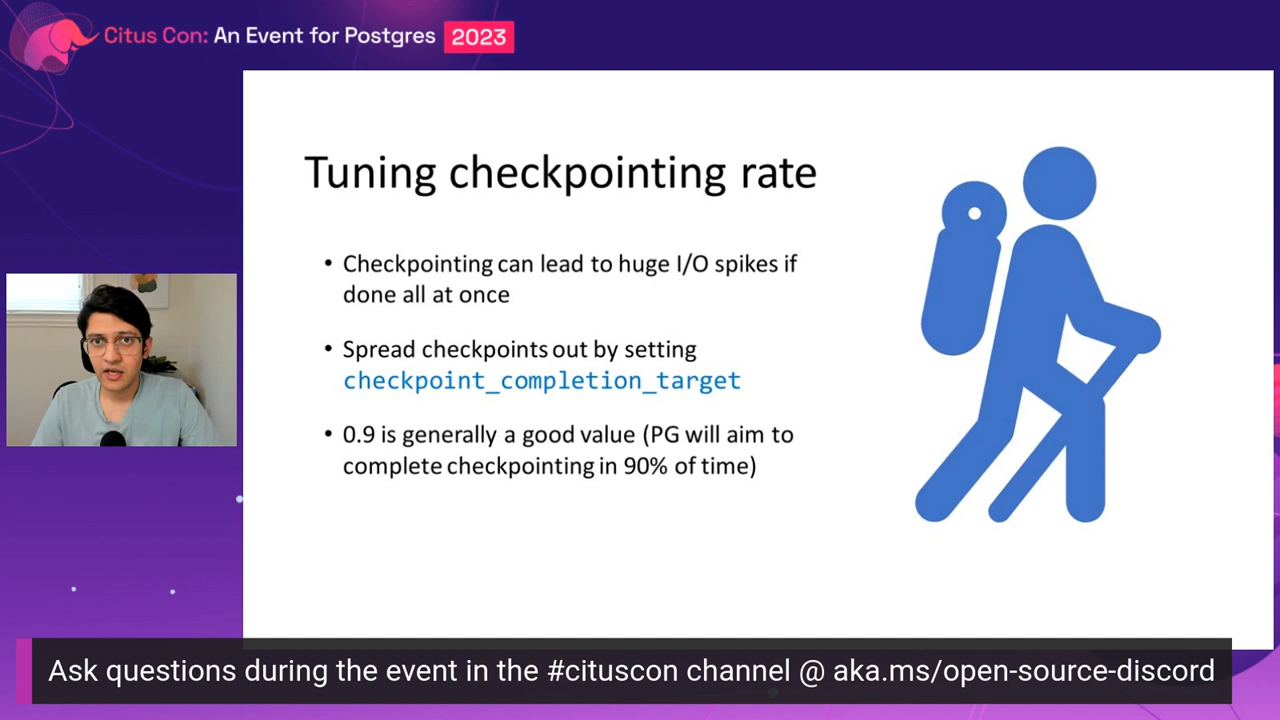 Citus Con: An Event for Postgres 2023
Tuning checkpointing rate
• Checkpointing can lead to huge I/O spikes if
done all at once
• Spread checkpoints out by setting
checkpoint_completion_target
• 0.9 is generally a good value (PG will aim to
complete checkpointing in 90% of time)
Ask questions during the event in the #cituscon channel @ aka.ms/open-source-discord